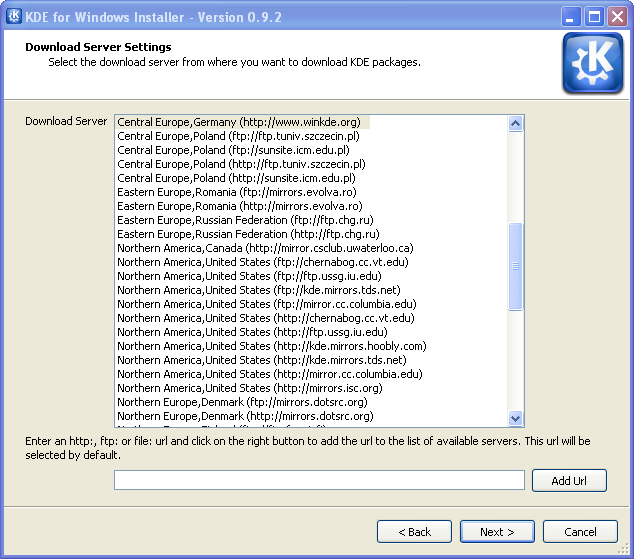 KDE for Windows Installer - Version 0.9.2
Download Server Settings
Select the download server from where you want to download KDE packages.
Download Server
Central Europe,Germany (http://www.winkde.org)
Central Europe,Poland (ftp://ftp.tuniv.szczecin.pl)
Central Europe,Poland (ftp://sunsite.icm.edu.pl)
Central Europe,Poland (http://ftp.tuniv.szczecin.pl)
Central Europe,Poland (http://sunsite.icm.edu.pl)
Eastern Europe,Romania (ftp://mirrors.evolva.ro)
Eastern Europe,Romania (http://mirrors.evolva.ro)
Eastern Europe,Russian Federation (ftp://ftp.chg.ru)
Eastern Europe,Russian Federation (http://ftp.chg.ru)
Northern America,Canada (http://mirror.csclub.uwaterloo.ca)
Northern America,United States (ftp://chernabog.cc.vt.edu)
Northern America,United States (ftp://ftp.ussg.iu.edu)
Northern America,United States (ftp://kde.mirrors.tds.net)
Northern America,United States (ftp://mirror.cc.columbia.edu)
Northern America,United States (http://chernabog.cc.vt.edu)
Northern America,United States (http://ftp.ussg.iu.edu)
Northern America,United States (http://kde.mirrors.hoobly.com)
Northern America,United States (http://kde.mirrors.tds.net)
Northern America,United States (http://mirror.cc.columbia.edu)
Northern America,United States (http://mirrors.isc.org)
Northern Europe,Denmark (ftp://mirrors.dotsrc.org)
Northern Europe,Denmark (http://mirrors.dotsrc.org)
Enter an http:, ftp: or file: url and click on the right button to add the url to the list of available servers. This url will be
selected by default.
Add Url
< Back
Next >
Cancel